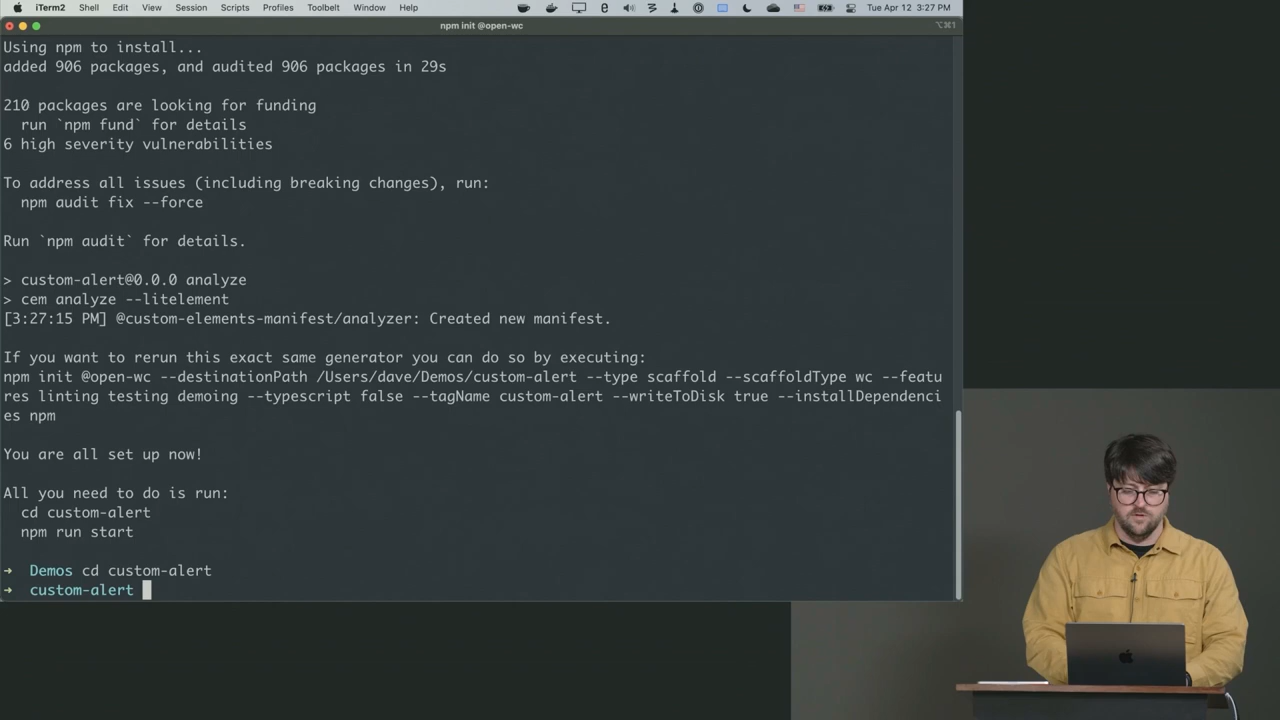 iTerm2 Shell Edit View Session Scripts Profiles Toolbelt Window Help Tue Apr 12 3:27 PM
npm init @open-wc ⌥⌘1
Using npm to install...
added 906 packages, and audited 906 packages in 29s
210 packages are looking for funding
run `npm fund` for details
6 high severity vulnerabilities
To address all issues (including breaking changes), run:
npm audit fix --force
Run `npm audit` for details.
> custom-alert@0.0.0 analyze
> cem analyze --litelement
[3:27:15 PM] @custom-elements-manifest/analyzer: Created new manifest.
If you want to rerun this exact same generator you can do so by executing:
npm init @open-wc --destinationPath /Users/dave/Demos/custom-alert --type scaffold --scaffoldType wc --featu
res linting testing demoing --typescript false --tagName custom-alert --writeToDisk true --installDependenci
es npm
You are all set up now!
All you need to do is run:
cd custom-alert
npm run start
➜ Demos cd custom-alert
➜ custom-alert